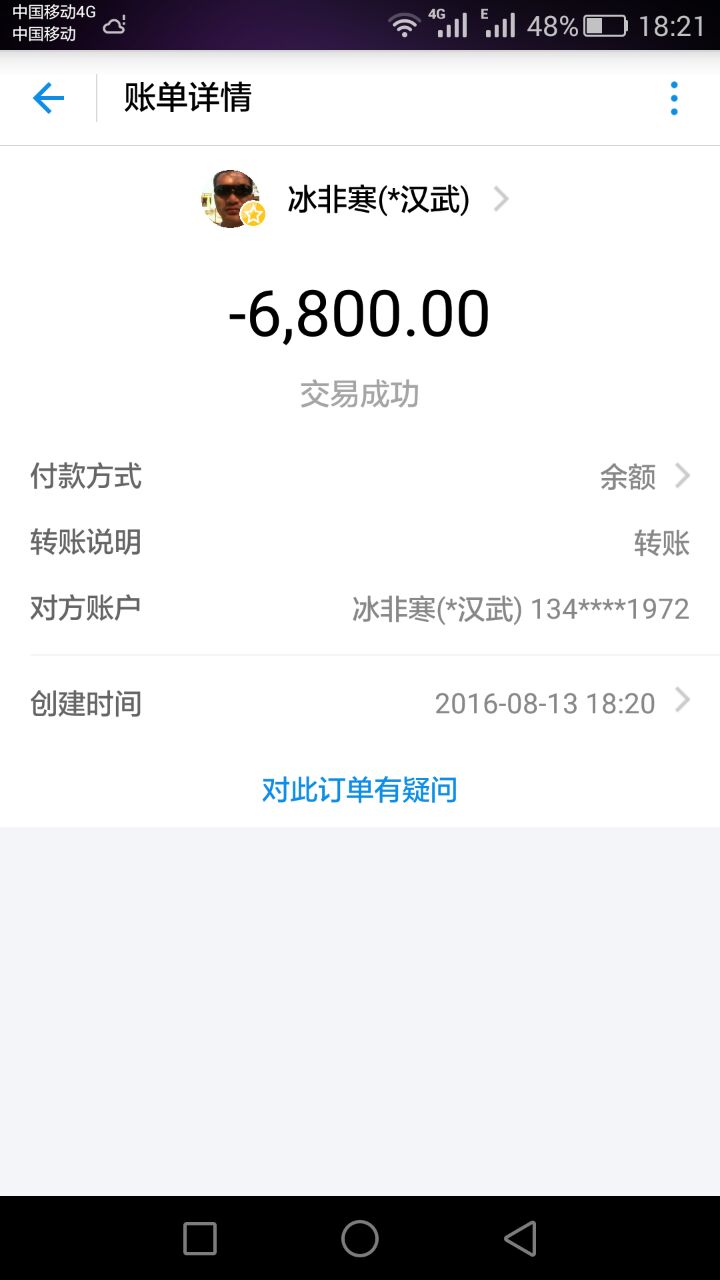 中国移动4G
中国移动
4G E 48% 18:21
账单详情
冰非寒(*汉武)
-6,800.00
交易成功
付款方式 余额
转账说明 转账
对方账户 冰非寒(*汉武) 134****1972
创建时间 2016-08-13 18:20
对此订单有疑问